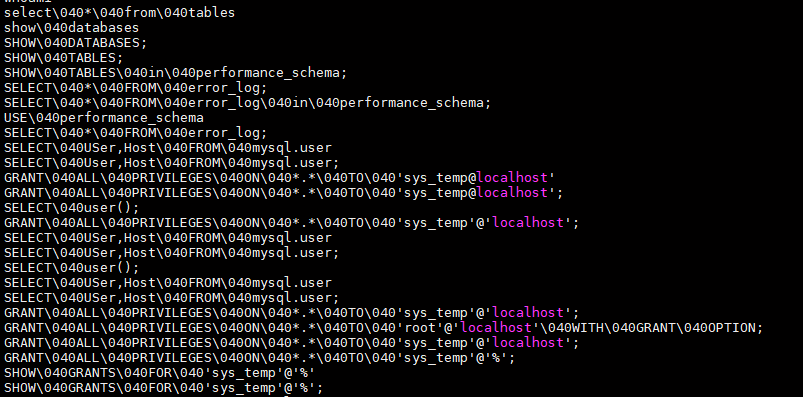 whoami
select\040*\040from\040tables
show\040databases
SHOW\040DATABASES;
SHOW\040TABLES;
SHOW\040TABLES\040in\040performance_schema;
SELECT\040*\040FROM\040error_log;
SELECT\040*\040FROM\040error_log\040in\040performance_schema;
USE\040performance_schema
SELECT\040*\040FROM\040error_log;
SELECT\040USer,Host\040FROM\040mysql.user
SELECT\040USer,Host\040FROM\040mysql.user;
GRANT\040ALL\040PRIVILEGES\040ON\040*.*\040TO\040'sys_temp@localhost'
GRANT\040ALL\040PRIVILEGES\040ON\040*.*\040TO\040'sys_temp@localhost';
SELECT\040user();
GRANT\040ALL\040PRIVILEGES\040ON\040*.*\040TO\040'sys_temp'@'localhost';
SELECT\040USer,Host\040FROM\040mysql.user
SELECT\040USer,Host\040FROM\040mysql.user;
SELECT\040user();
SELECT\040USer,Host\040FROM\040mysql.user
SELECT\040USer,Host\040FROM\040mysql.user;
GRANT\040ALL\040PRIVILEGES\040ON\040*.*\040TO\040'sys_temp'@'localhost';
GRANT\040ALL\040PRIVILEGES\040ON\040*.*\040TO\040'root'@'localhost'\040WITH\040GRANT\040OPTION;
GRANT\040ALL\040PRIVILEGES\040ON\040*.*\040TO\040'sys_temp'@'localhost';
GRANT\040ALL\040PRIVILEGES\040ON\040*.*\040TO\040'sys_temp'@'%';
SHOW\040GRANTS\040FOR\040'sys_temp'@'%'
SHOW\040GRANTS\040FOR\040'sys_temp'@'%';